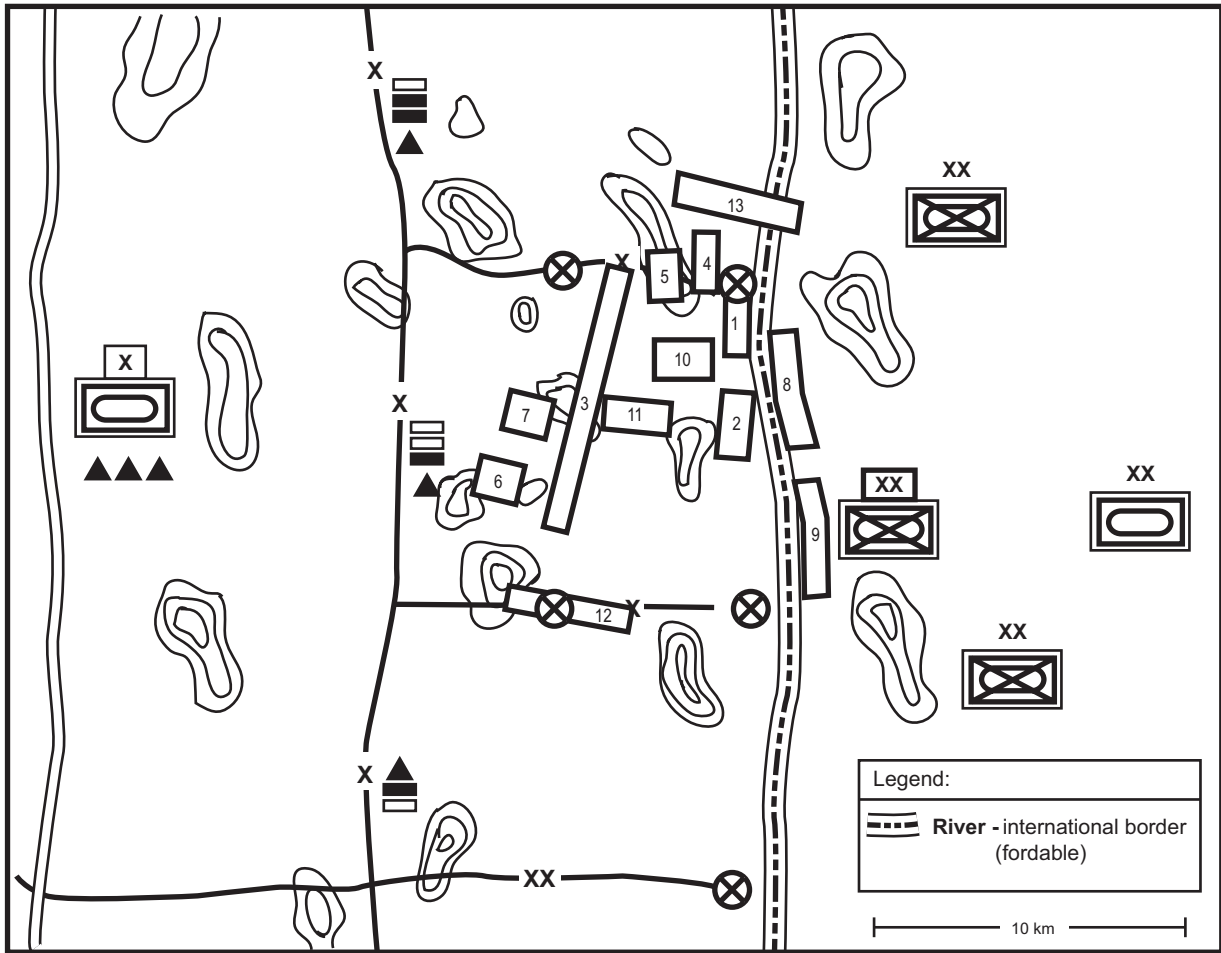 X
XX
13
X
4
5
1
10
8
X
X
3
7
11
2
XX
XX
6
9
12
X
XX
X
Legend:
River - international border
(fordable)
XX
10 km